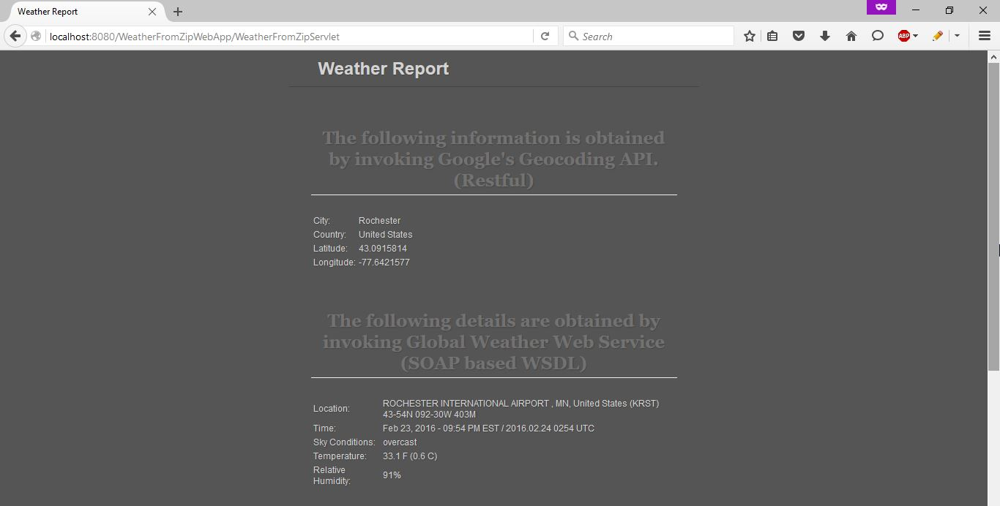 Weather Report
localhost:8080/WeatherFromZipWebApp/WeatherFromZipServlet
Search
ABP
Weather Report
The following information is obtained
by invoking Google's Geocoding API.
(Restful)
City: Rochester
Country: United States
Latitude: 43.0915814
Longitude: -77.6421577
The following details are obtained by
invoking Global Weather Web Service
(SOAP based WSDL)
Location: ROCHESTER INTERNATIONAL AIRPORT , MN, United States (KRST)
43-54N 092-30W 403M
Time: Feb 23, 2016 - 09:54 PM EST / 2016.02.24 0254 UTC
Sky Conditions: overcast
Temperature: 33.1 F (0.6 C)
Relative
Humidity: 91%